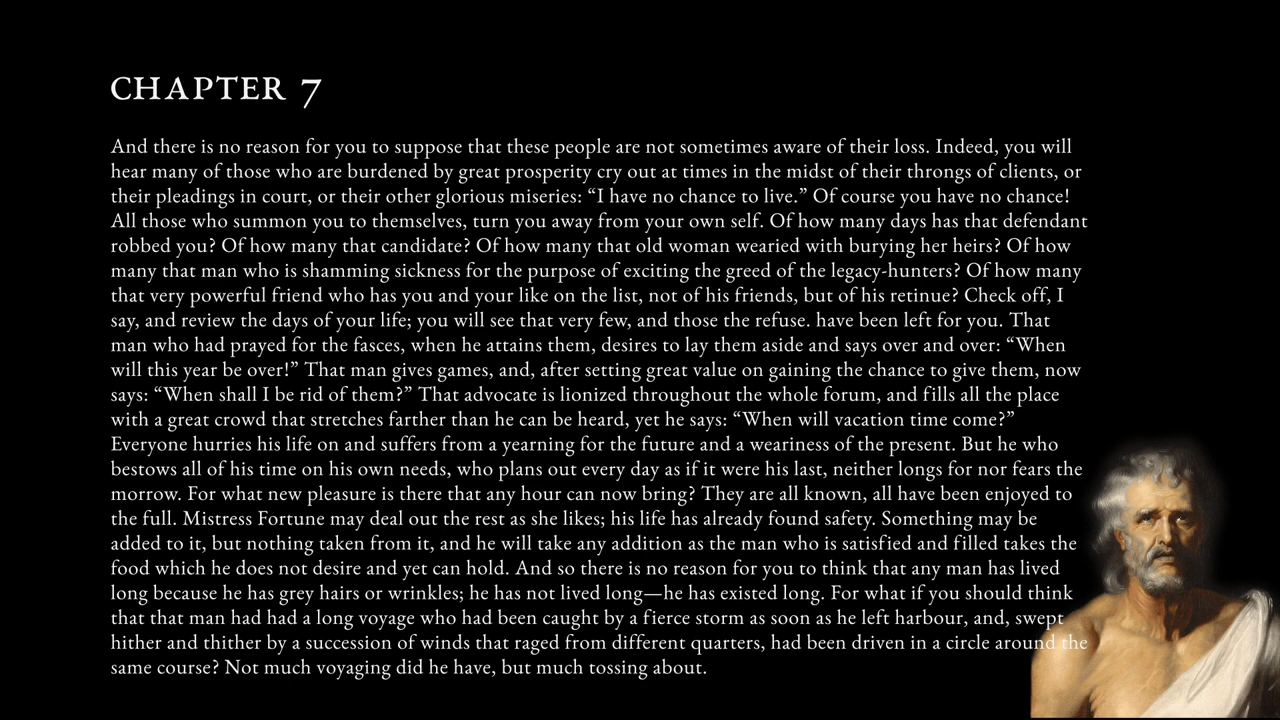 CHAPTER 7
And there is no reason for you to suppose that these people are not sometimes aware of their loss. Indeed, you will
hear many of those who are burdened by great prosperity cry out at times in the midst of their throngs of clients, or
their pleadings in court, or their other glorious miseries: “I have no chance to live.” Of course you have no chance!
All those who summon you to themselves, turn you away from your own self. Of how many days has that defendant
robbed you? Of how many that candidate? Of how many that old woman wearied with burying her heirs? Of how
many that man who is shamming sickness for the purpose of exciting the greed of the legacy-hunters? Of how many
that very powerful friend who has you and your like on the list, not of his friends, but of his retinue? Check off, I
say, and review the days of your life; you will see that very few, and those the refuse. have been left for you. That
man who had prayed for the fasces, when he attains them, desires to lay them aside and says over and over: “When
will this year be over!” That man gives games, and, after setting great value on gaining the chance to give them, now
says: “When shall I be rid of them?” That advocate is lionized throughout the whole forum, and fills all the place
with a great crowd that stretches farther than he can be heard, yet he says: “When will vacation time come?”
Everyone hurries his life on and suffers from a yearning for the future and a weariness of the present. But he who
bestows all of his time on his own needs, who plans out every day as if it were his last, neither longs for nor fears the
morrow. For what new pleasure is there that any hour can now bring? They are all known, all have been enjoyed to
the full. Mistress Fortune may deal out the rest as she likes; his life has already found safety. Something may be
added to it, but nothing taken from it, and he will take any addition as the man who is satisfied and filled takes the
food which he does not desire and yet can hold. And so there is no reason for you to think that any man has lived
long because he has grey hairs or wrinkles; he has not lived long—he has existed long. For what if you should think
that that man had had a long voyage who had been caught by a fierce storm as soon as he left harbour, and, swept
hither and thither by a succession of winds that raged from different quarters, had been driven in a circle around the
same course? Not much voyaging did he have, but much tossing about.